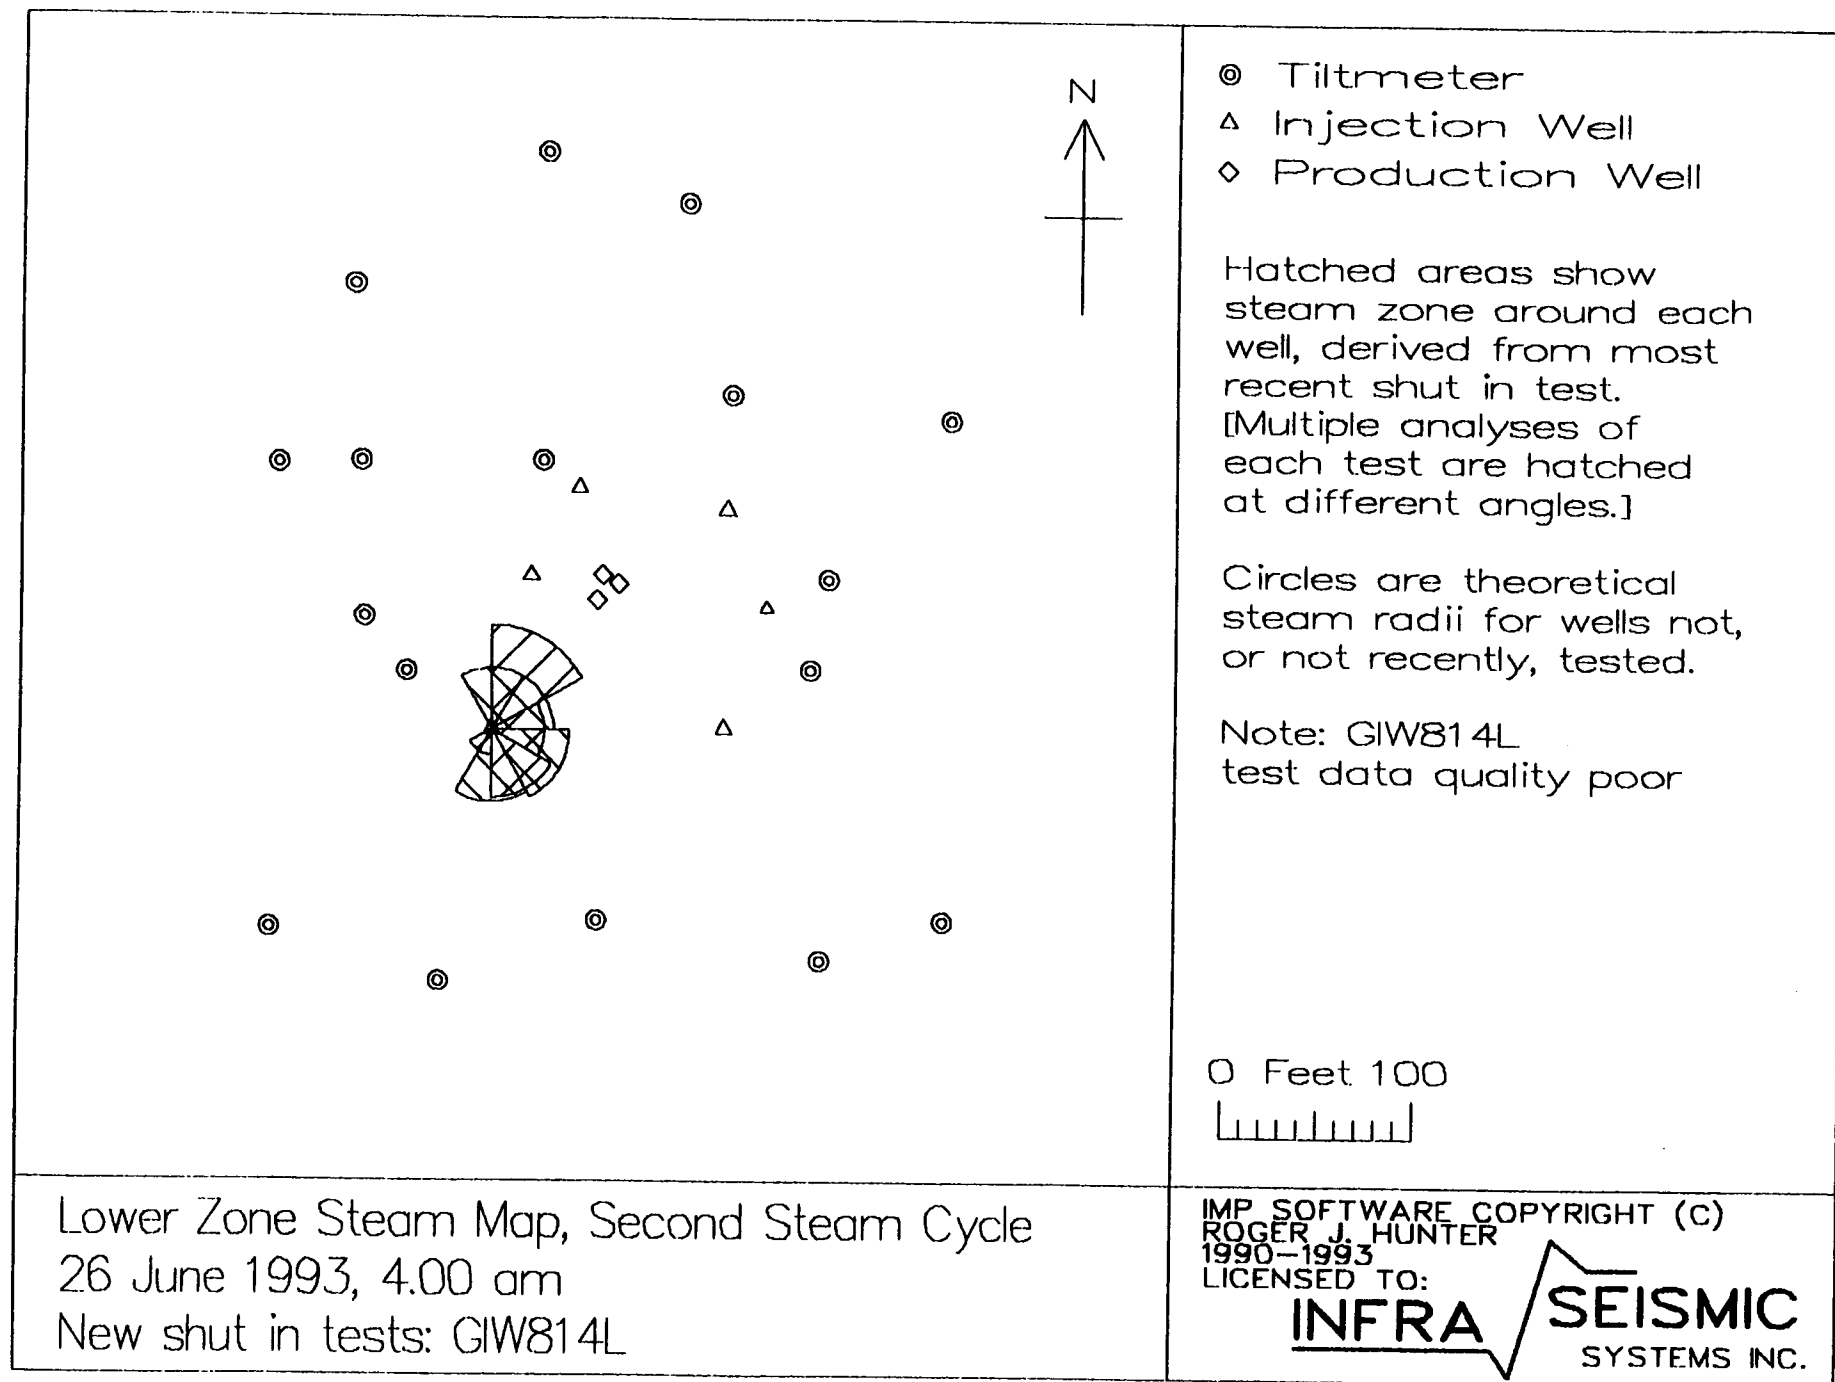 N
Tiltmeter
Injection Well
Production Well
Hatched areas show
steam zone around each
well, derived from most
recent shut in test.
[Multiple analyses of
each test are hatched
at different angles.]
Circles are theoretical
steam radii for wells not,
or not recently, tested.
Note: GIW814L
test data quality poor
0 Feet 100
Lower Zone Steam Map, Second Steam Cycle
26 June 1993, 4.00 am
New shut in tests: GIW814L
IMP SOFTWARE COPYRIGHT (C)
ROGER J. HUNTER
1990-1993
LICENSED TO:
INFRA SEISMIC
SYSTEMS INC.